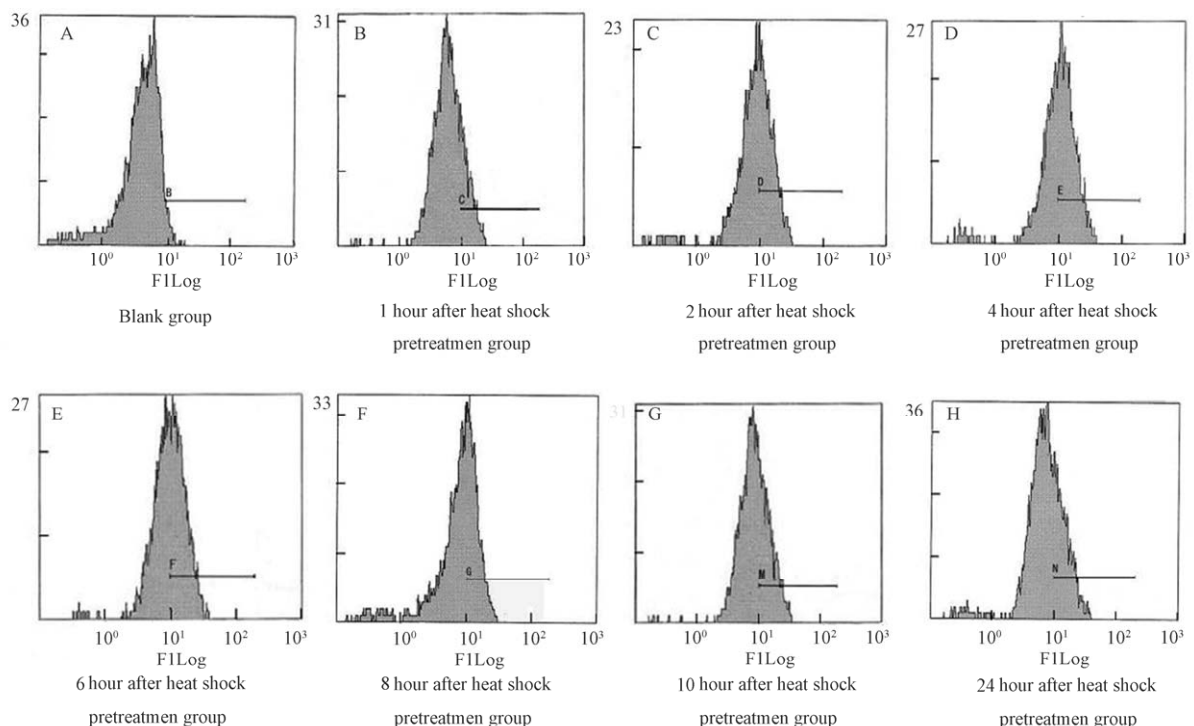 36
A
B
10⁰ 10¹ 10² 10³
F1Log
Blank group
31
B
C
10⁰ 10¹ 10² 10³
F1Log
1 hour after heat shock
pretreatmen group
23
C
D
10⁰ 10¹ 10² 10³
F1Log
2 hour after heat shock
pretreatmen group
27
D
E
10⁰ 10¹ 10² 10³
F1Log
4 hour after heat shock
pretreatmen group
27
E
F
10⁰ 10¹ 10² 10³
F1Log
6 hour after heat shock
pretreatmen group
33
F
G
10⁰ 10¹ 10² 10³
F1Log
8 hour after heat shock
pretreatmen group
31
G
M
10⁰ 10¹ 10² 10³
F1Log
10 hour after heat shock
pretreatmen group
36
H
N
10⁰ 10¹ 10² 10³
F1Log
24 hour after heat shock
pretreatmen group